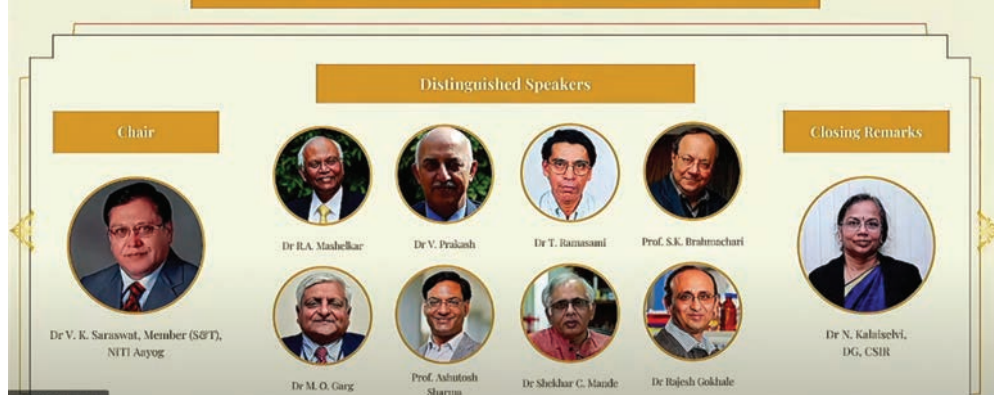 Distinguished Speakers
Chair
Closing Remarks
Dr R.A. Mashelkar
Dr V. Prakash
Dr T. Ramasami
Prof. S.K. Brahmachari
Dr V. K. Saraswat, Member (S&T),
NITI Aayog
Dr N. Kalaiselvi,
DG, CSIR
Dr M. O. Garg
Prof. Ashutosh
Sharma
Dr Shekhar C. Mande
Dr Rajesh Gokhale